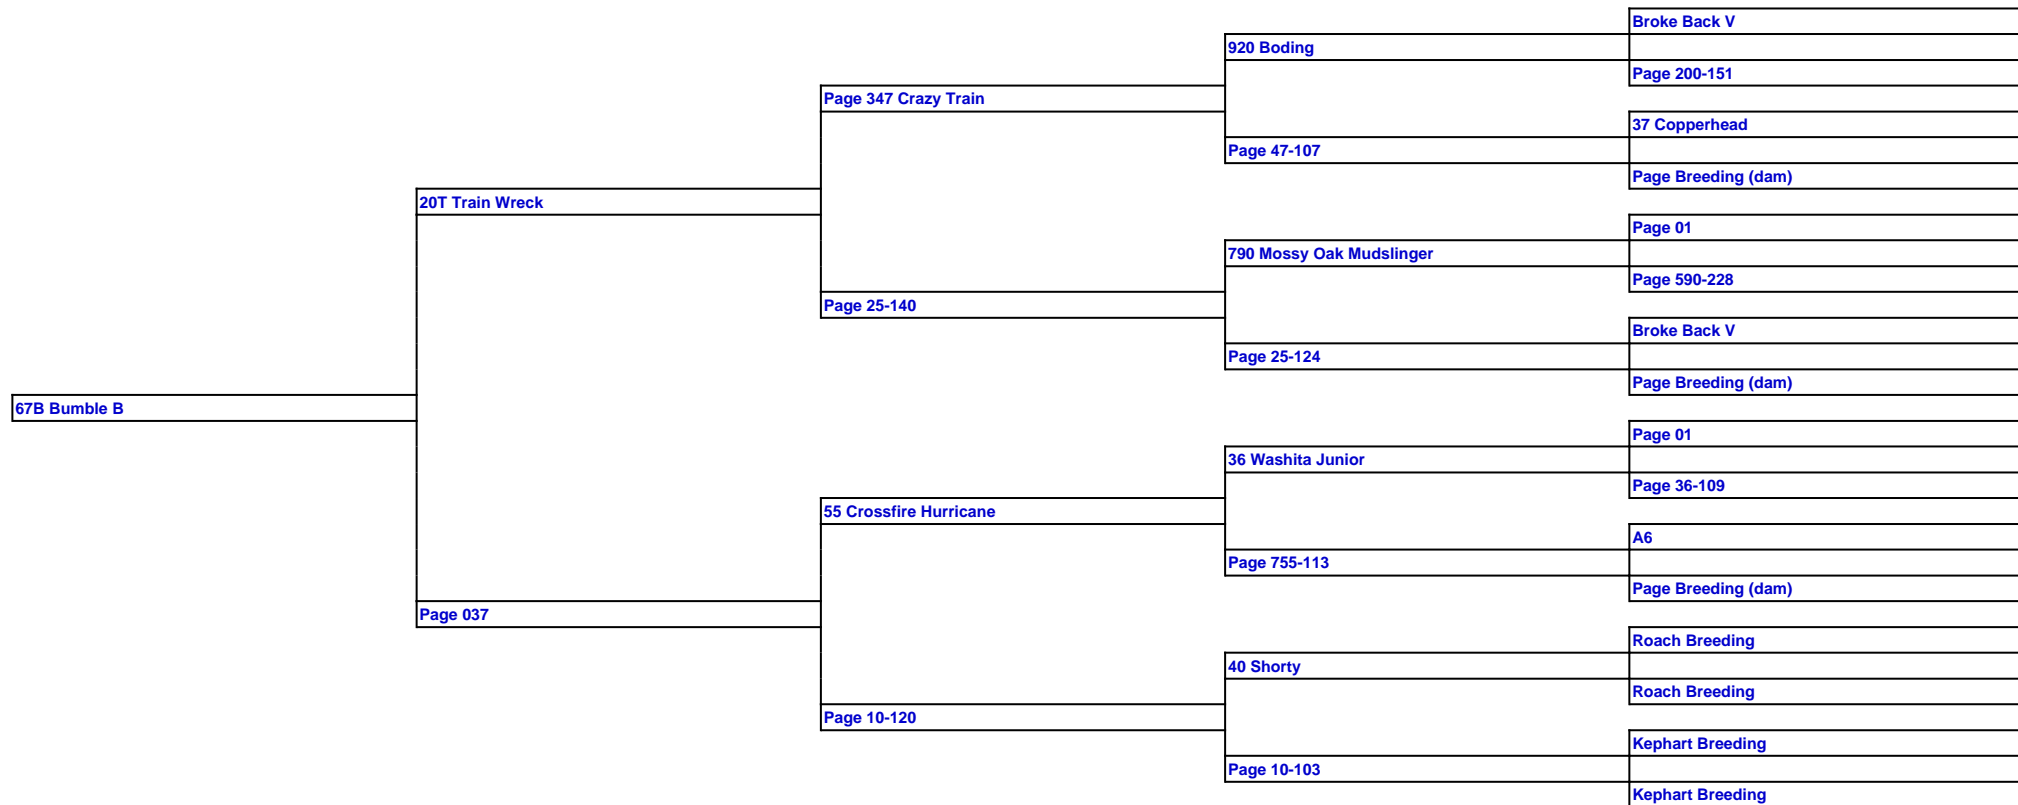 Broke Back V
920 Boding
Page 200-151
Page 347 Crazy Train
37 Copperhead
Page 47-107
Page Breeding (dam)
20T Train Wreck
Page 01
790 Mossy Oak Mudslinger
Page 590-228
Page 25-140
Broke Back V
Page 25-124
Page Breeding (dam)
67B Bumble B
Page 01
36 Washita Junior
Page 36-109
55 Crossfire Hurricane
A6
Page 755-113
Page Breeding (dam)
Page 037
Roach Breeding
40 Shorty
Roach Breeding
Page 10-120
Kephart Breeding
Page 10-103
Kephart Breeding